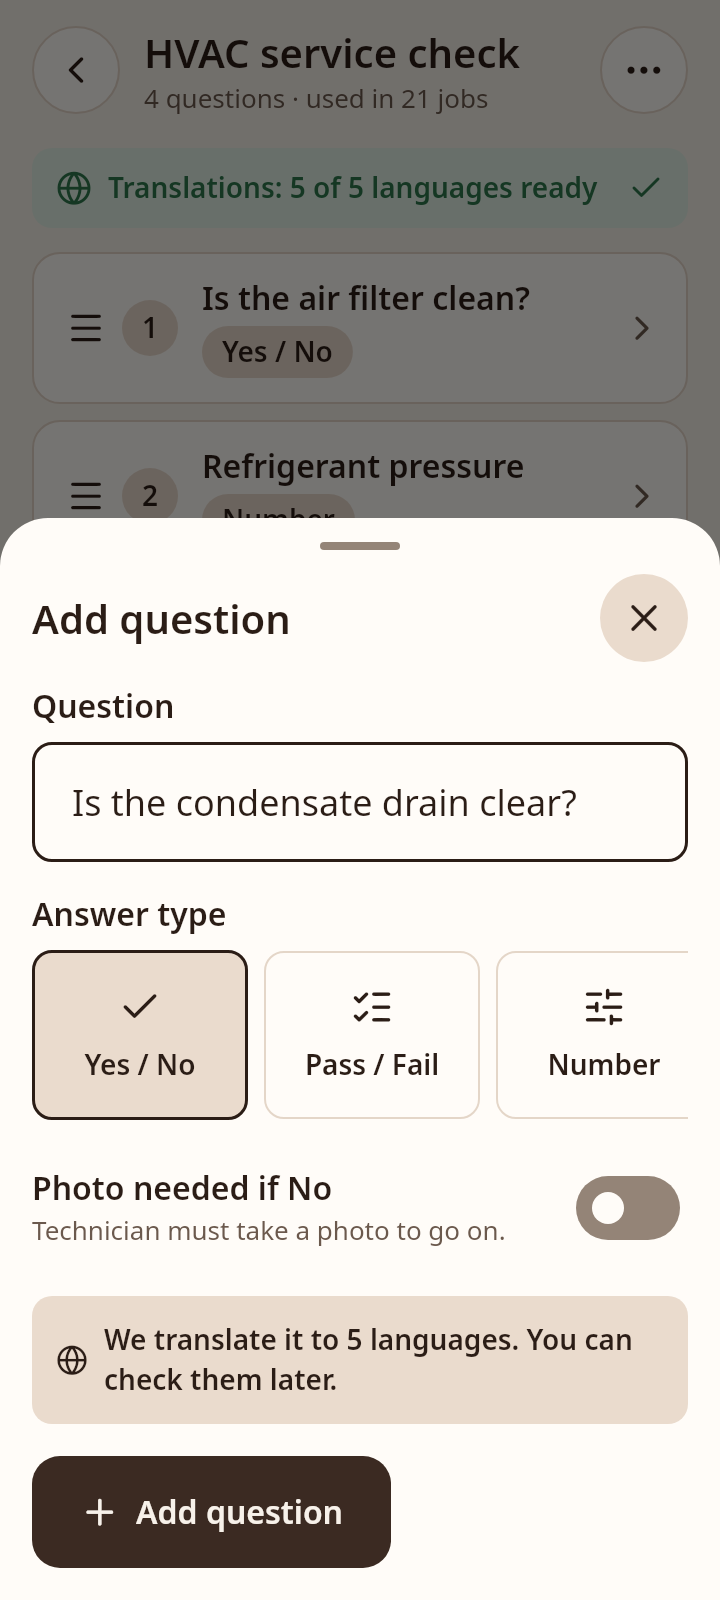 HVAC service check
4 questions · used in 21 jobs
Translations: 5 of 5 languages ready
1
Is the air filter clean?
Yes / No
2
Refrigerant pressure
Number
Add question
Question
Is the condensate drain clear?
Answer type
Yes / No
Pass / Fail
Number
Photo needed if No
Technician must take a photo to go on.
We translate it to 5 languages. You can
check them later.
Add question